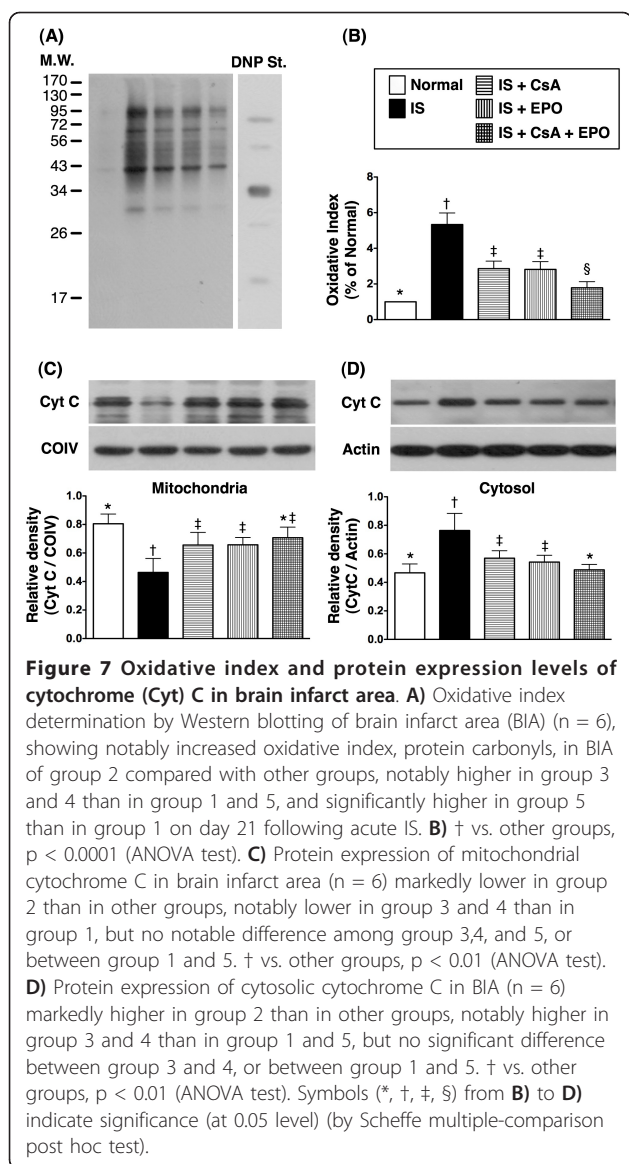 (A)
M.W.
DNP St.
170
130
95
72
56
43
34
26
17
(B)
Normal
IS
IS + CsA
IS + EPO
IS + CsA + EPO
Oxidative Index
(% of Normal)
8
6
4
2
0
*
†
‡
‡
§
(C)
Cyt C
COIV
Mitochondria
Relative density
(Cyt C / COIV)
1.0
0.8
0.6
0.4
0.2
0.0
*
†
‡
‡
*‡
(D)
Cyt C
Actin
Cytosol
Relative density
(CytC / Actin)
1.0
0.8
0.6
0.4
0.2
0.0
*
†
‡
‡
*
Figure 7 Oxidative index and protein expression levels of
cytochrome (Cyt) C in brain infarct area. A) Oxidative index
determination by Western blotting of brain infarct area (BIA) (n = 6),
showing notably increased oxidative index, protein carbonyls, in BIA
of group 2 compared with other groups, notably higher in group 3
and 4 than in group 1 and 5, and significantly higher in group 5
than in group 1 on day 21 following acute IS. B) † vs. other groups,
p < 0.0001 (ANOVA test). C) Protein expression of mitochondrial
cytochrome C in brain infarct area (n = 6) markedly lower in group
2 than in other groups, notably lower in group 3 and 4 than in
group 1, but no notable difference among group 3,4, and 5, or
between group 1 and 5. † vs. other groups, p < 0.01 (ANOVA test).
D) Protein expression of cytosolic cytochrome C in BIA (n = 6)
markedly higher in group 2 than in other groups, notably higher in
group 3 and 4 than in group 1 and 5, but no significant difference
between group 3 and 4, or between group 1 and 5. † vs. other
groups, p < 0.01 (ANOVA test). Symbols (*, †, ‡, §) from B) to D)
indicate significance (at 0.05 level) (by Scheffe multiple-comparison
post hoc test).